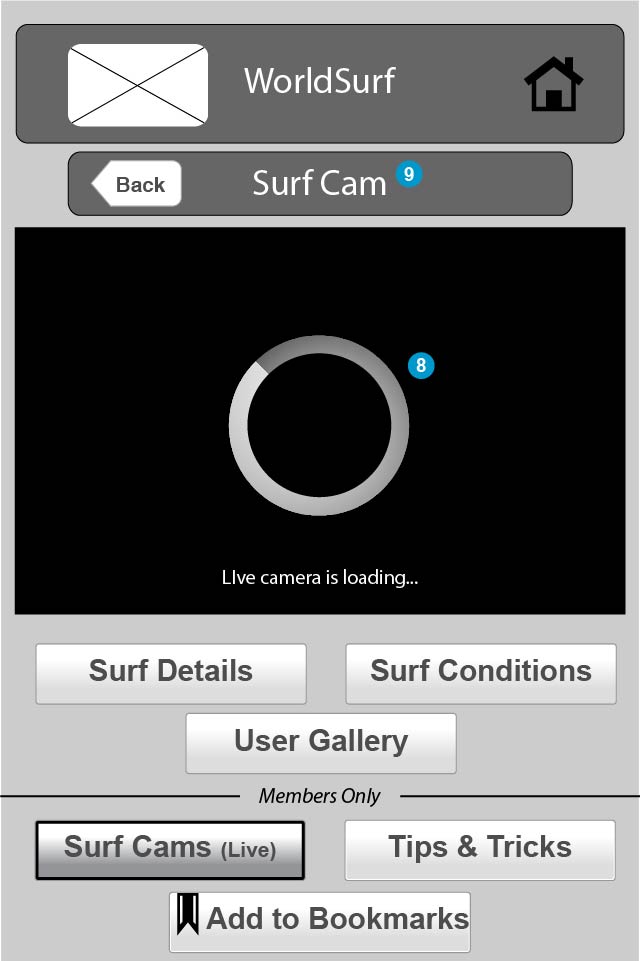 WorldSurf
Back
Surf Cam 9
8
LIve camera is loading...
Surf Details
Surf Conditions
User Gallery
Members Only
Surf Cams (Live)
Tips & Tricks
Add to Bookmarks